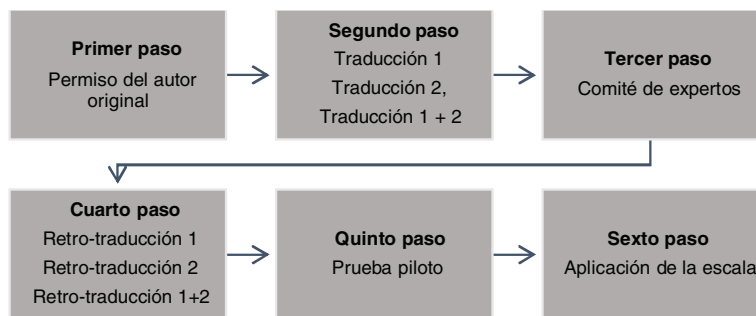 Primer paso
Permiso del autor
original
Segundo paso
Traducción 1
Traducción 2,
Traducción 1 + 2
Tercer paso
Comité de expertos
Cuarto paso
Retro-traducción 1
Retro-traducción 2
Retro-traducción 1+2
Quinto paso
Prueba piloto
Sexto paso
Aplicación de la escala